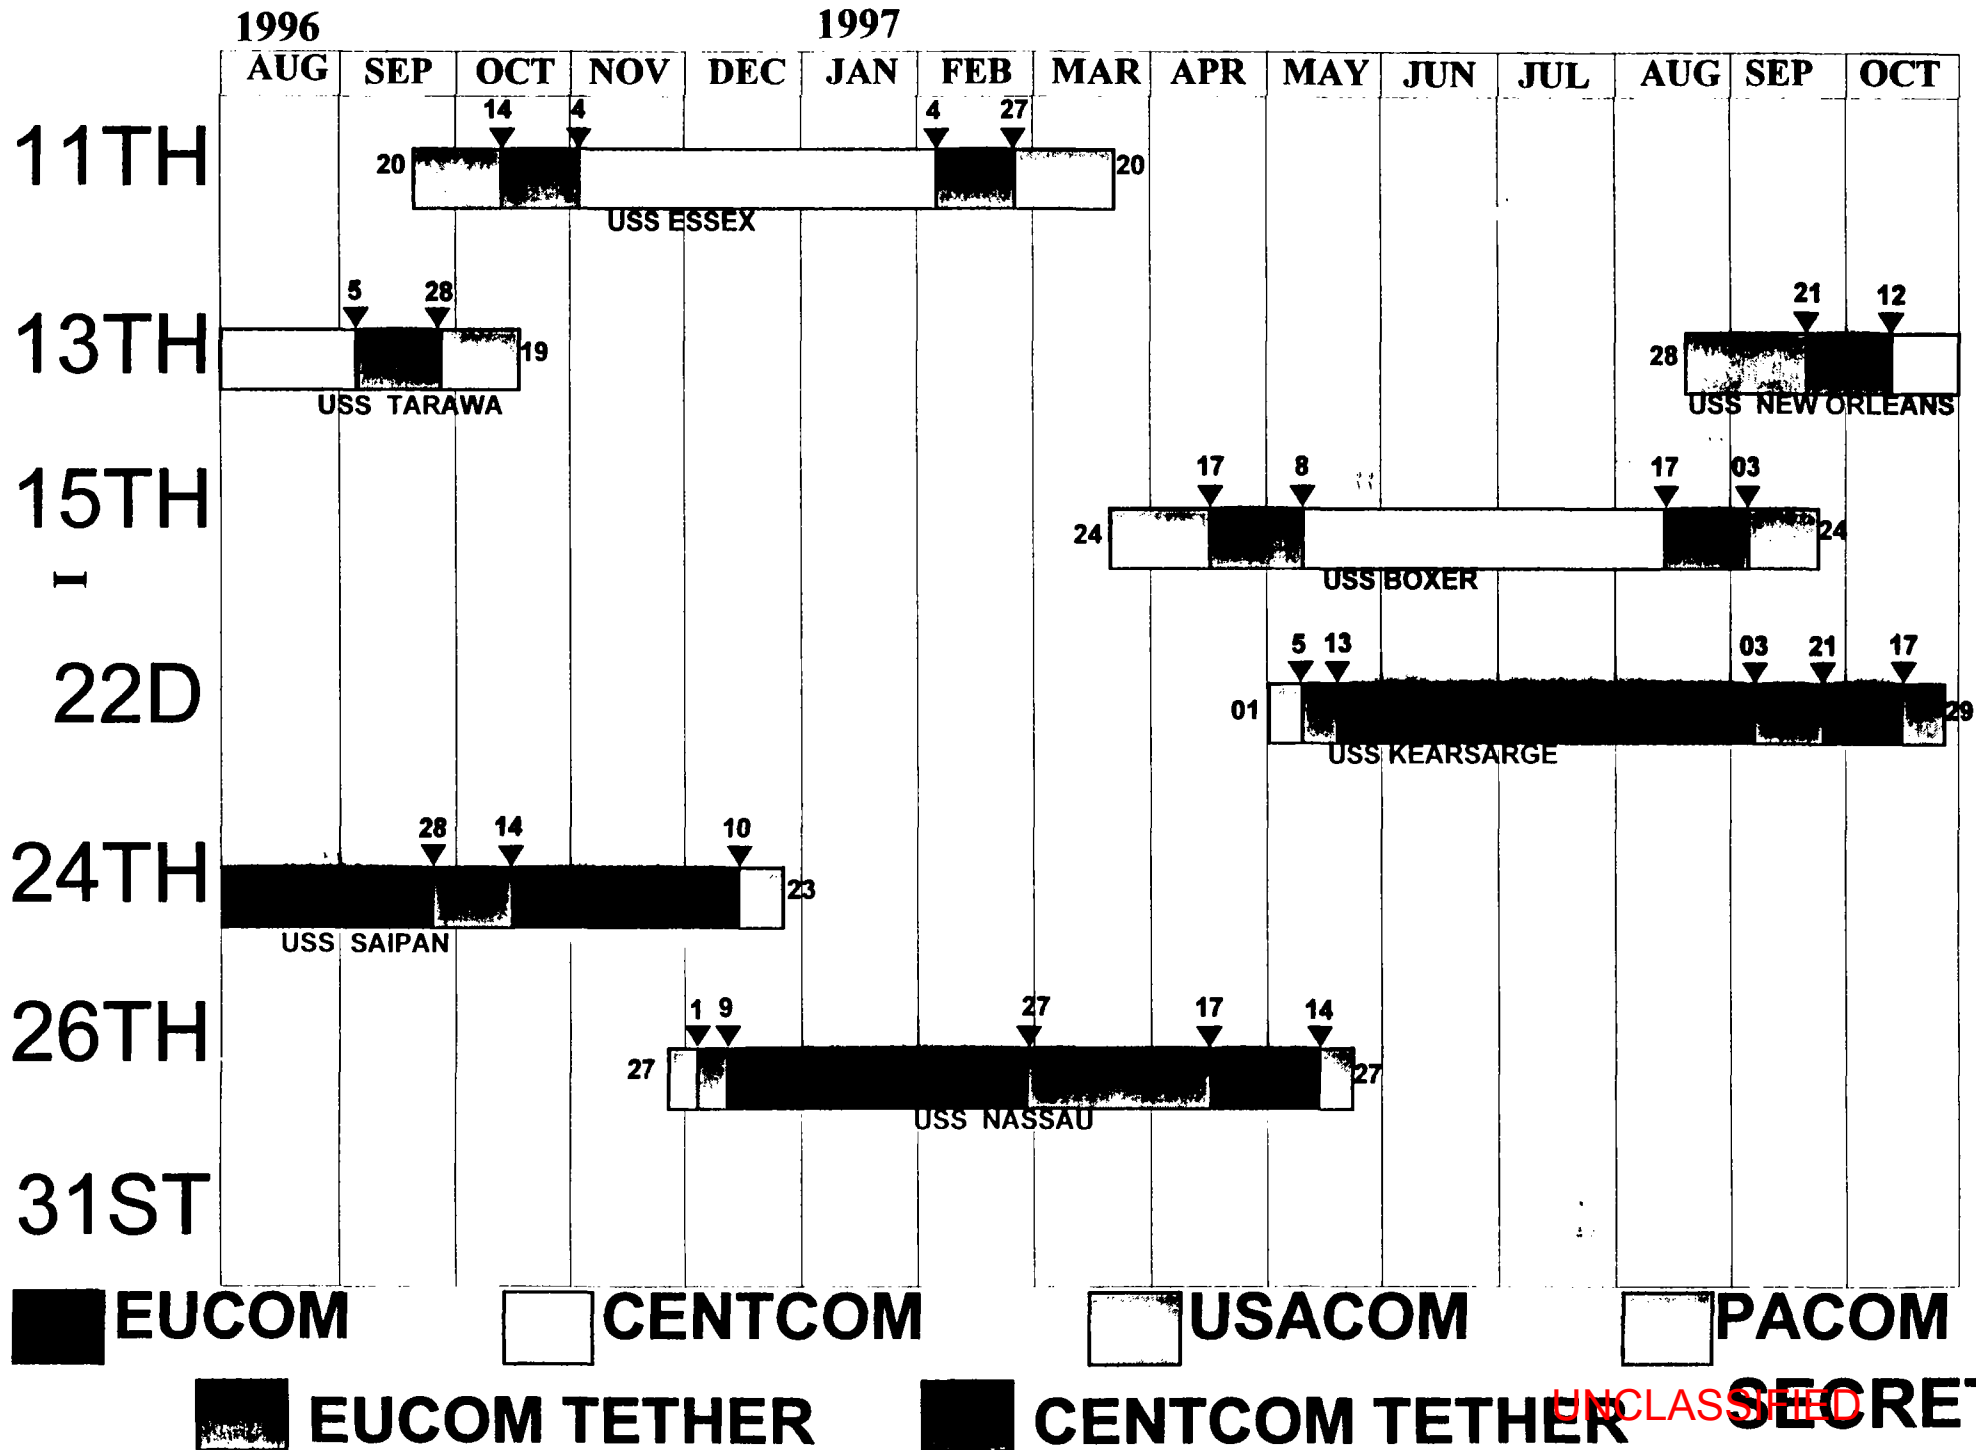 1996 1997
AUG SEP OCT NOV DEC JAN FEB MAR APR MAY JUN JUL AUG SEP OCT
14 4 4 27
11TH 20 20
USS ESSEX
5 28 21 12
13TH 19 28
USS TARAWA USS NEW ORLEANS
17 8 17 03
15TH 24 24
I USS BOXER
5 13 03 21 17
22D 01 29
USS KEARSARGE
28 14 10
24TH 23
USS SAIPAN
1 9 27 17 14
26TH 27 27
USS NASSAU
31ST
EUCOM CENTCOM USACOM PACOM
EUCOM TETHER CENTCOM TETHER UNCLASSIFIED SECRET